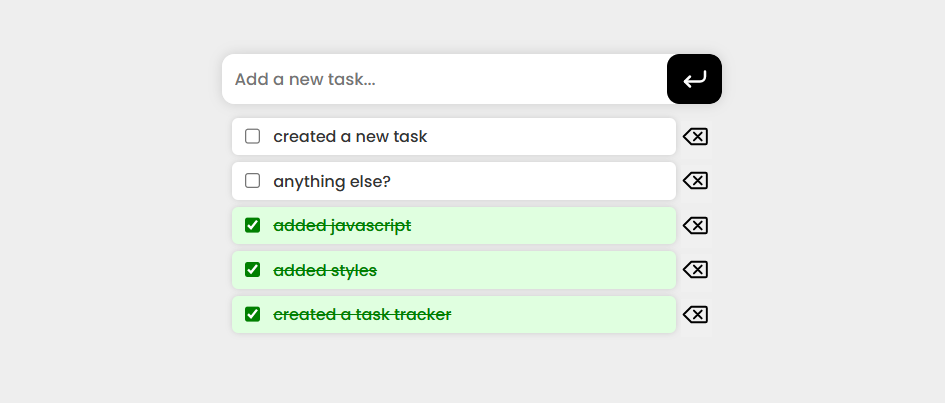 Add a new task...
created a new task
anything else?
added javascript
added styles
created a task tracker